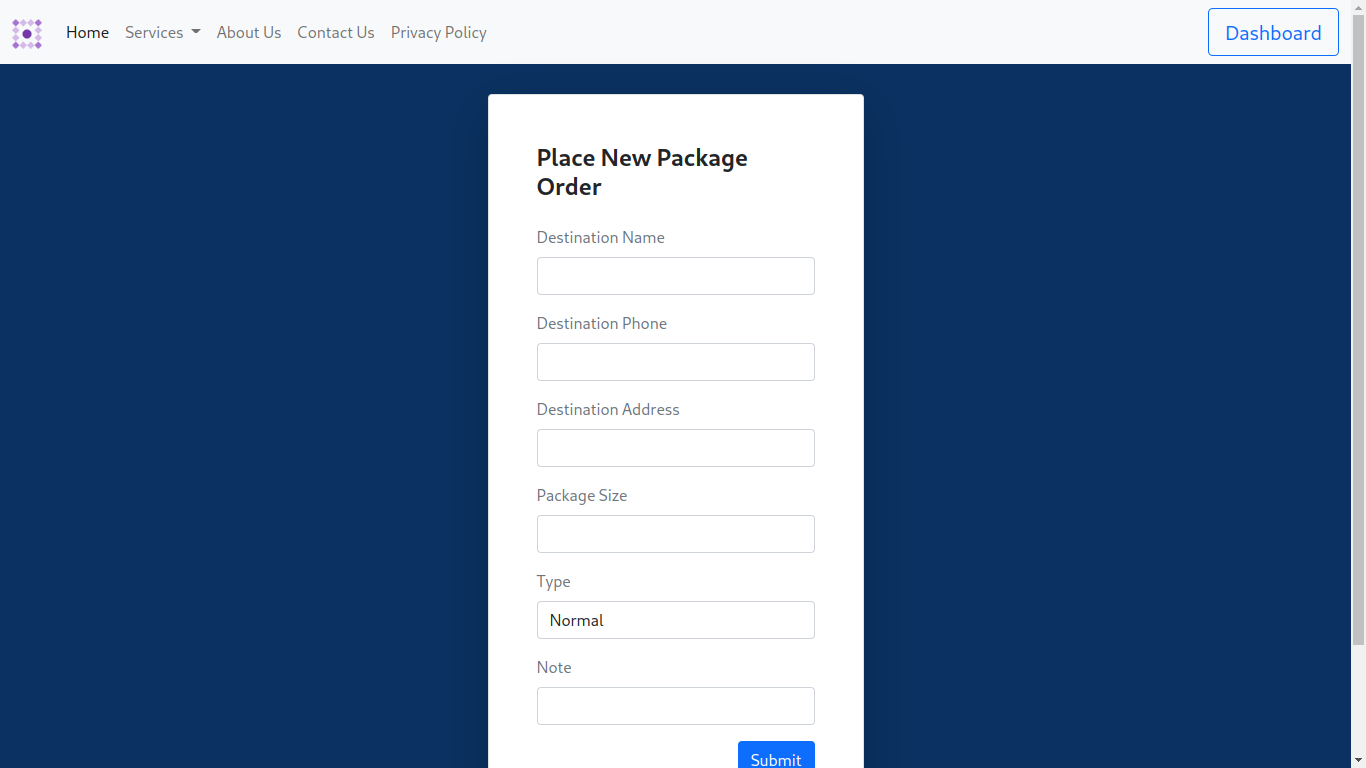 Home Services About Us Contact Us Privacy Policy Dashboard
Place New Package
Order
Destination Name
Destination Phone
Destination Address
Package Size
Type
Normal
Note
Submit